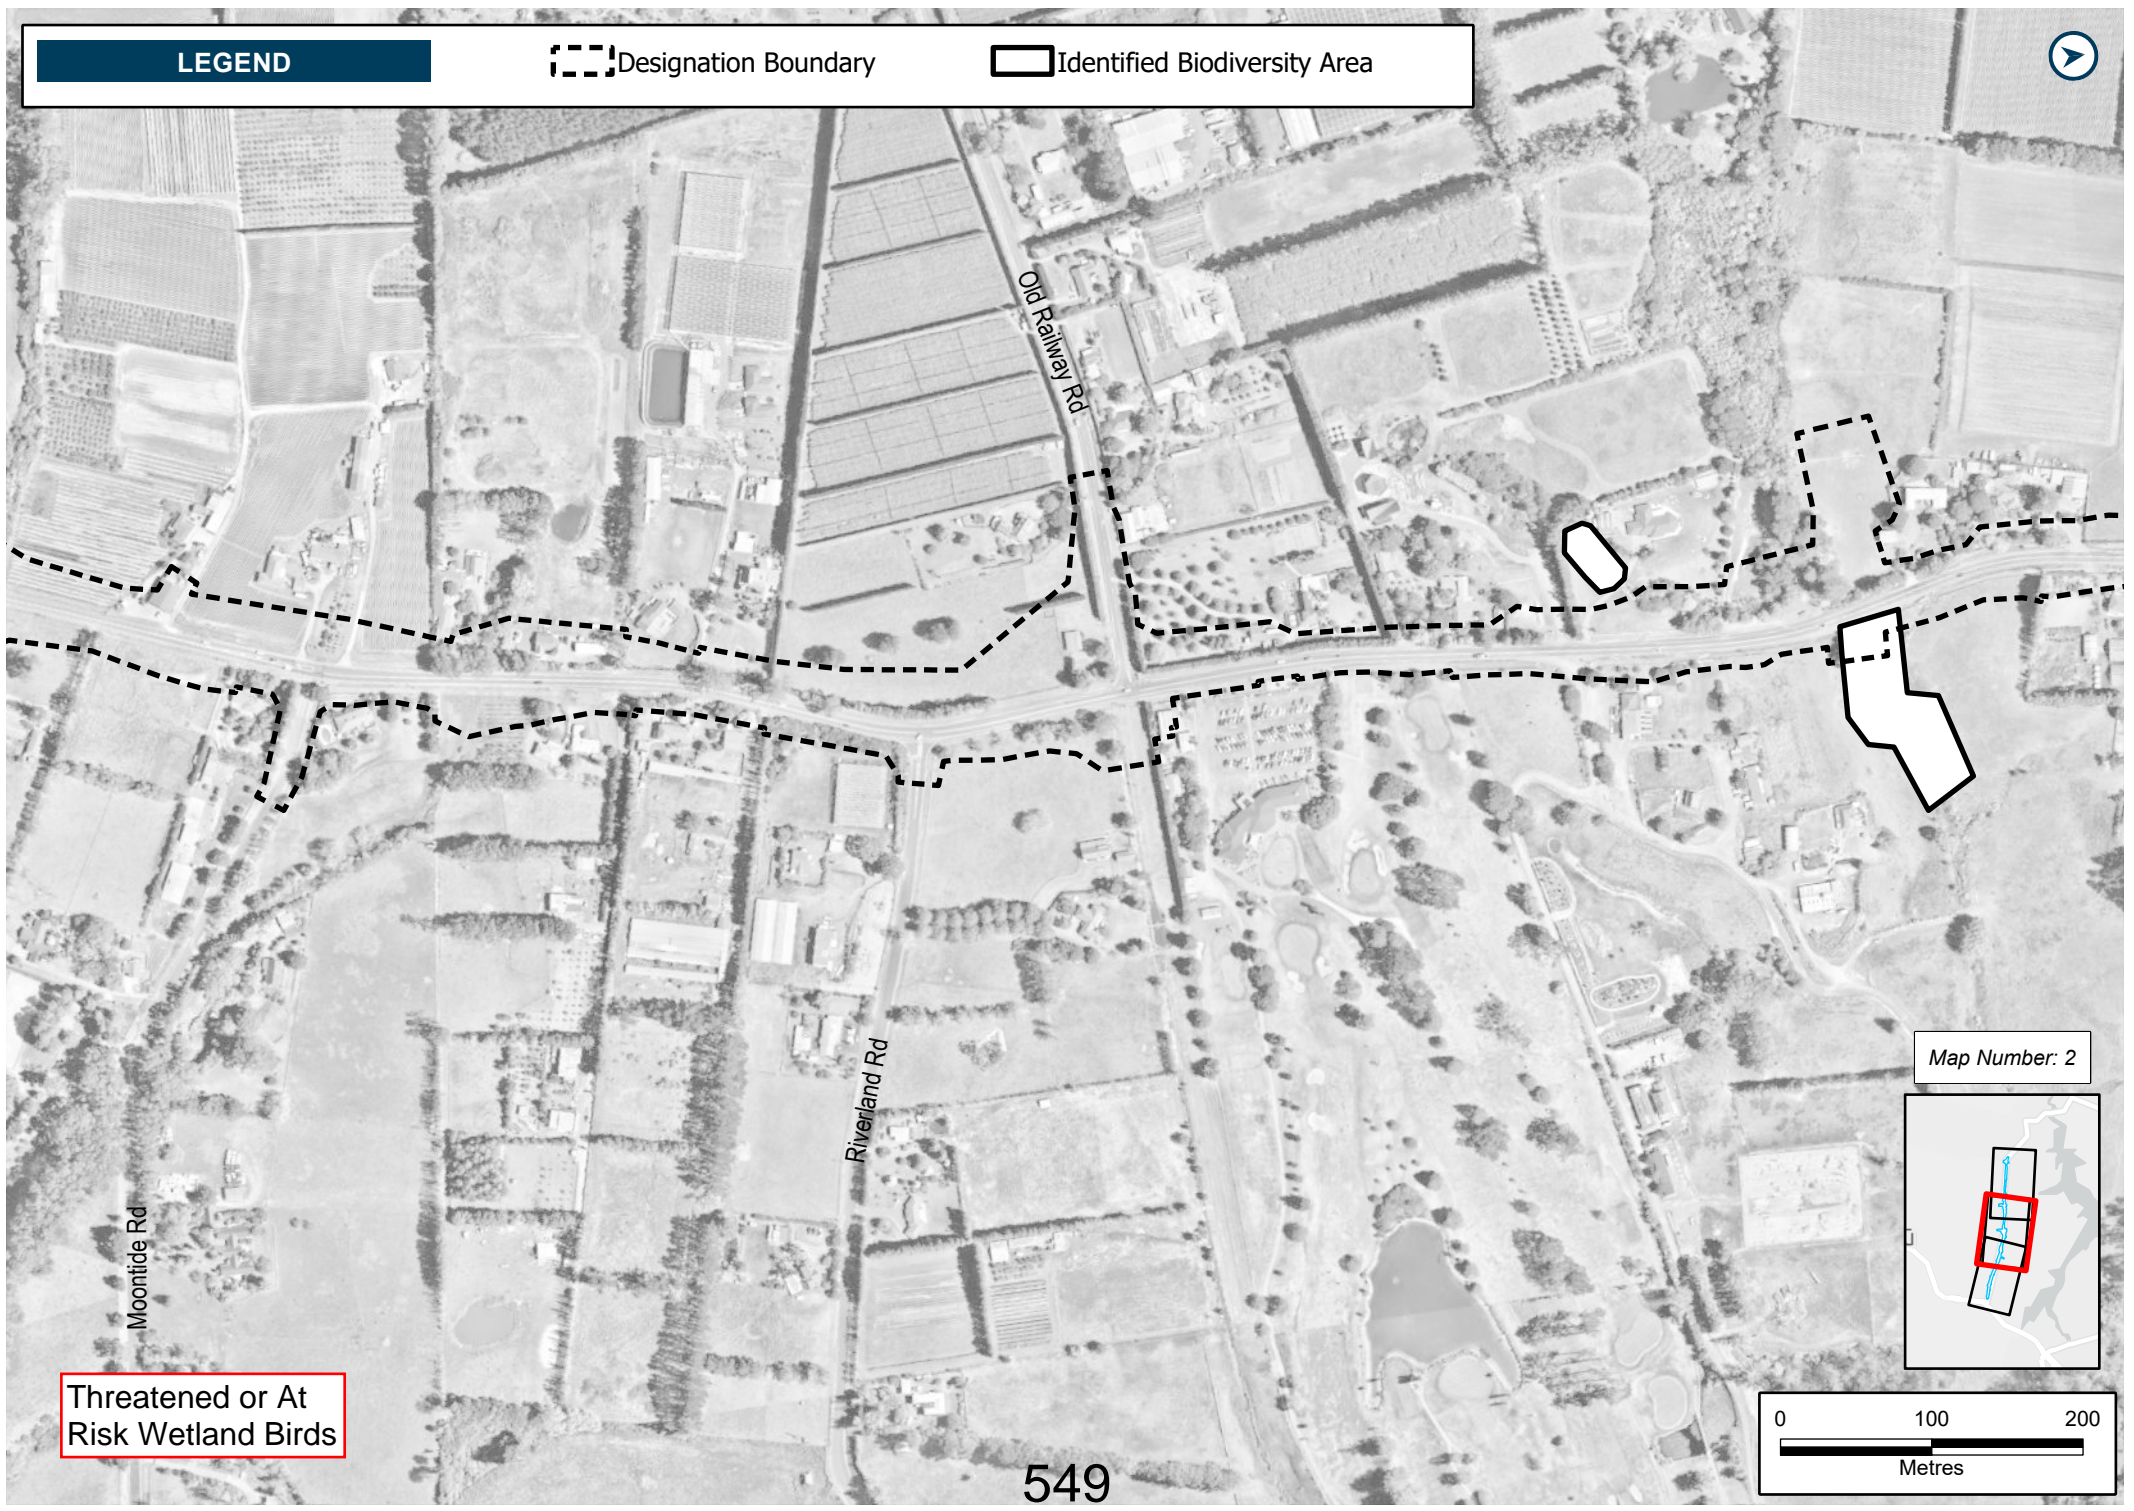 LEGEND
Designation Boundary
Identified Biodiversity Area
Old Railway Rd
Riverland Rd
Moontide Rd
Map Number: 2
Threatened or At
Risk Wetland Birds
0 100 200
Metres
549